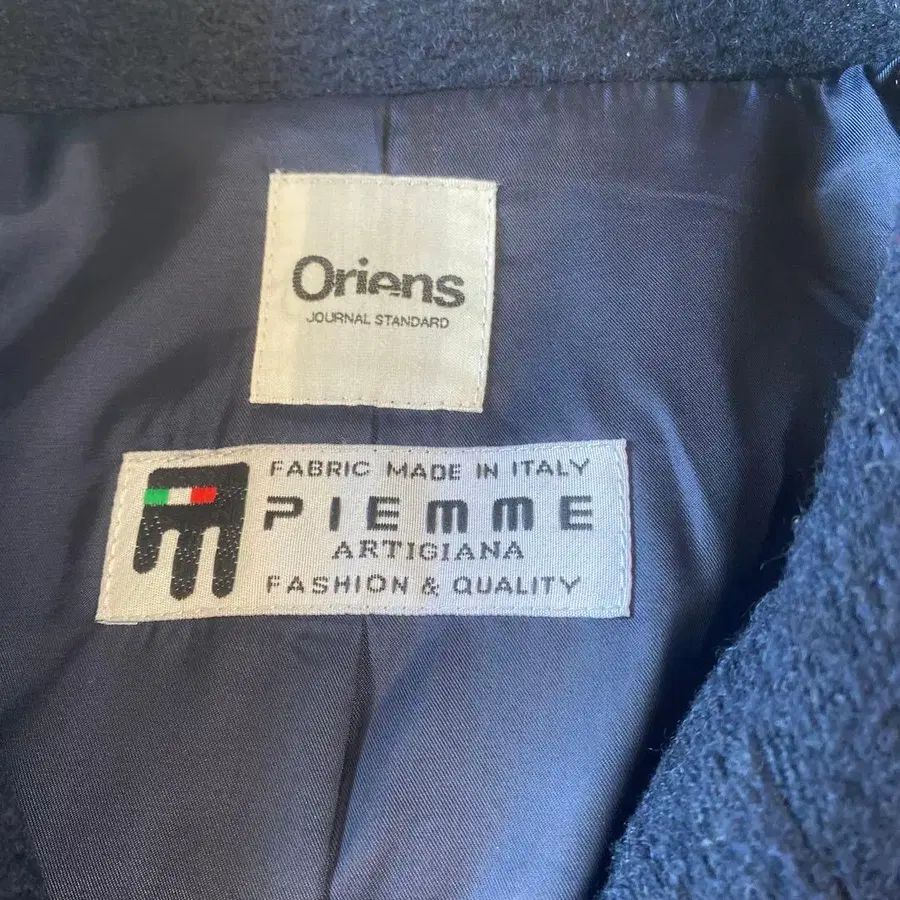 Oriens
JOURNAL STANDARD
FABRIC MADE IN ITALY
PIEMME
ARTIGIANA
FASHION & QUALITY